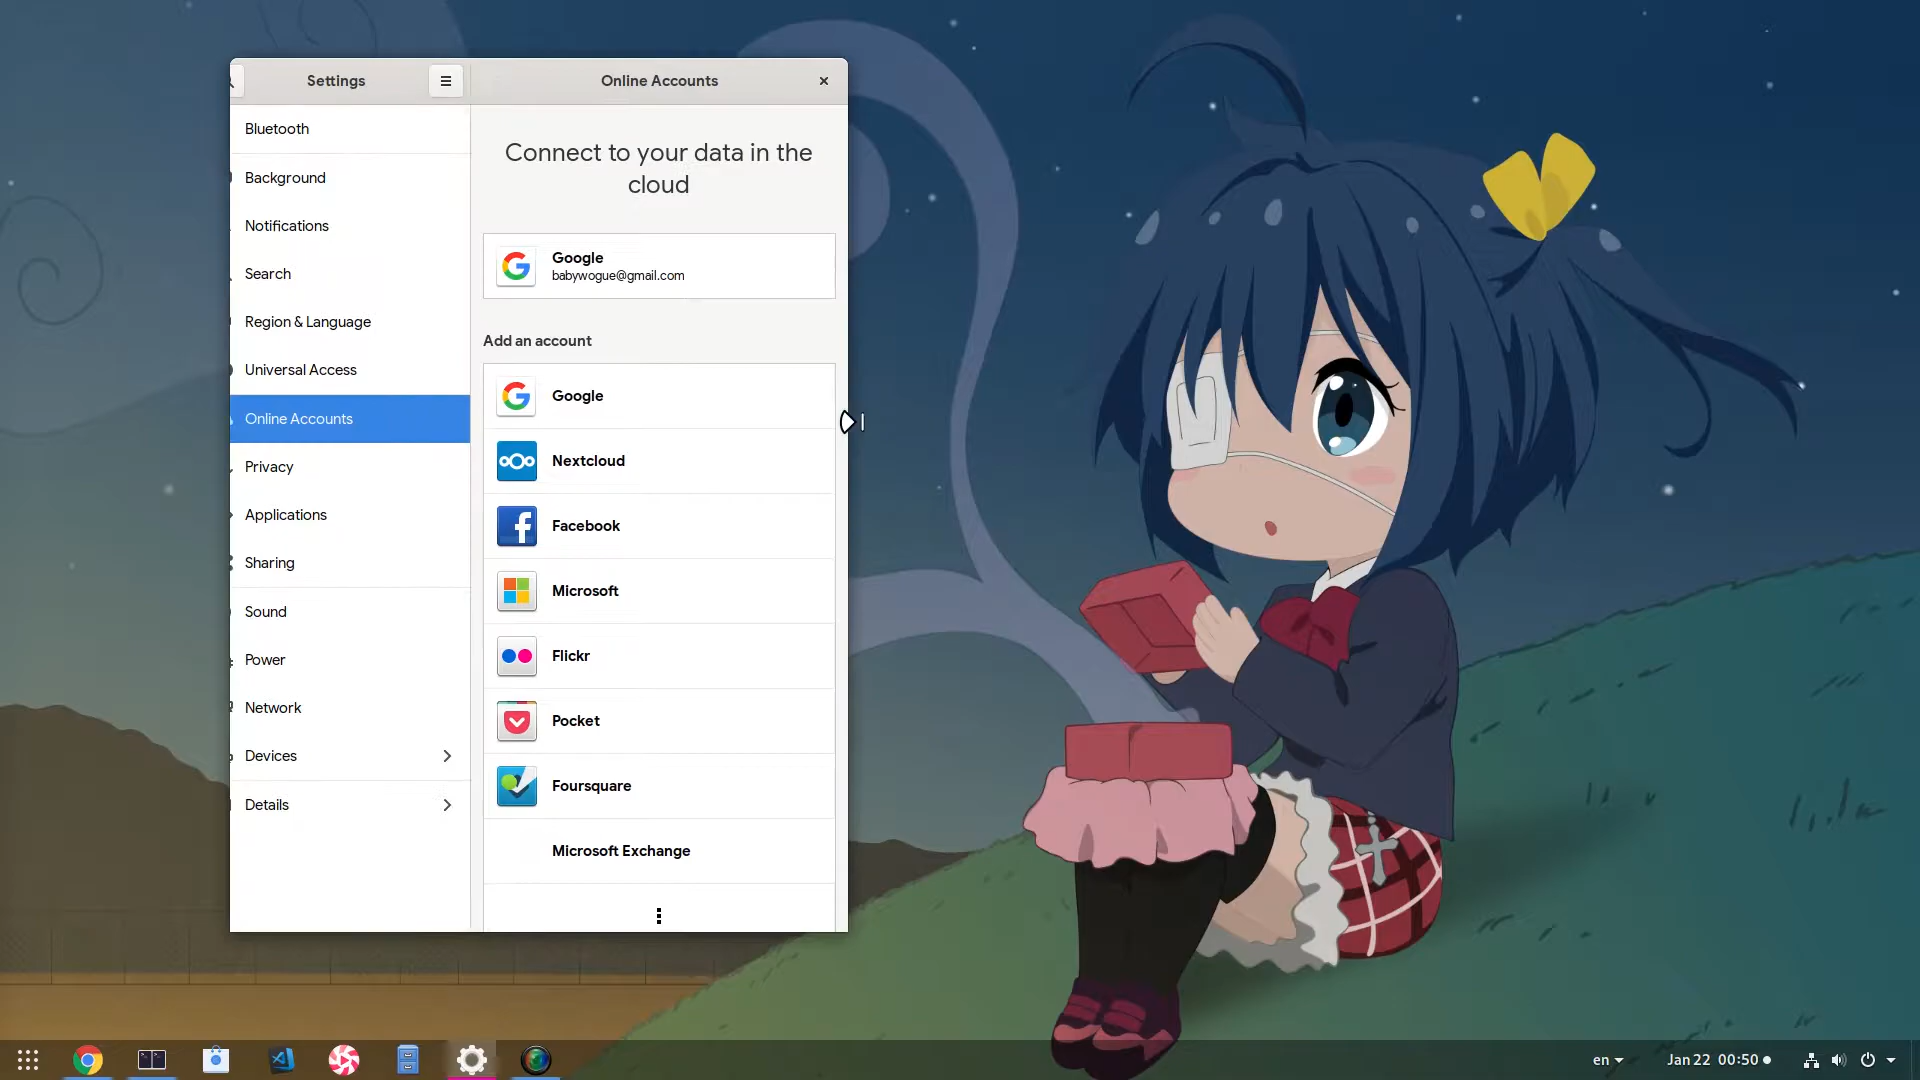 Settings
Online Accounts
Bluetooth
Background
Notifications
Search
Region & Language
Universal Access
Online Accounts
Privacy
Applications
Sharing
Sound
Power
Network
Devices
Details
Connect to your data in the
cloud
Google
babywogue@gmail.com
Add an account
Google
Nextcloud
Facebook
Microsoft
Flickr
Pocket
Foursquare
Microsoft Exchange
en
Jan 22 00:50